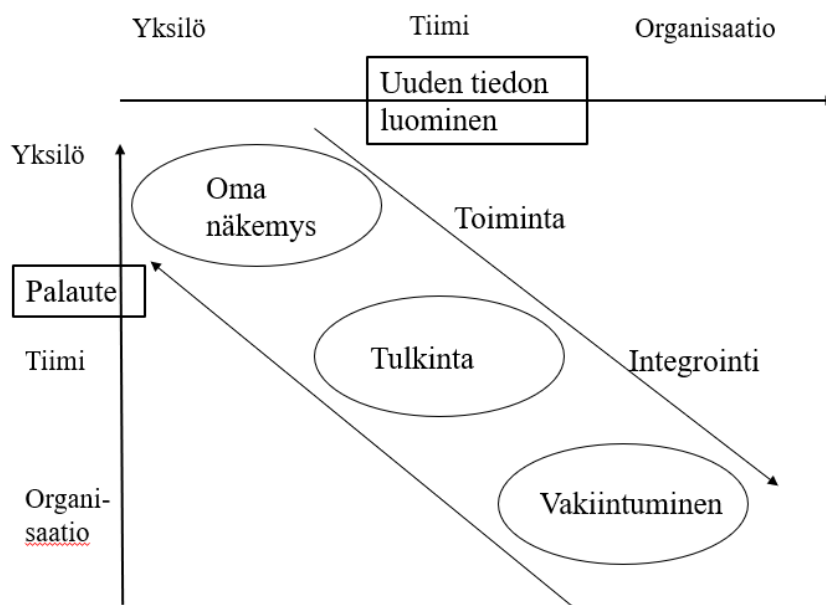 Yksilö
Tiimi
Organisaatio
Uuden tiedon
luominen
Yksilö
Oma
näkemys
Toiminta
Palaute
Tiimi
Tulkinta
Integrointi
Organi-
saatio
Vakiintuminen